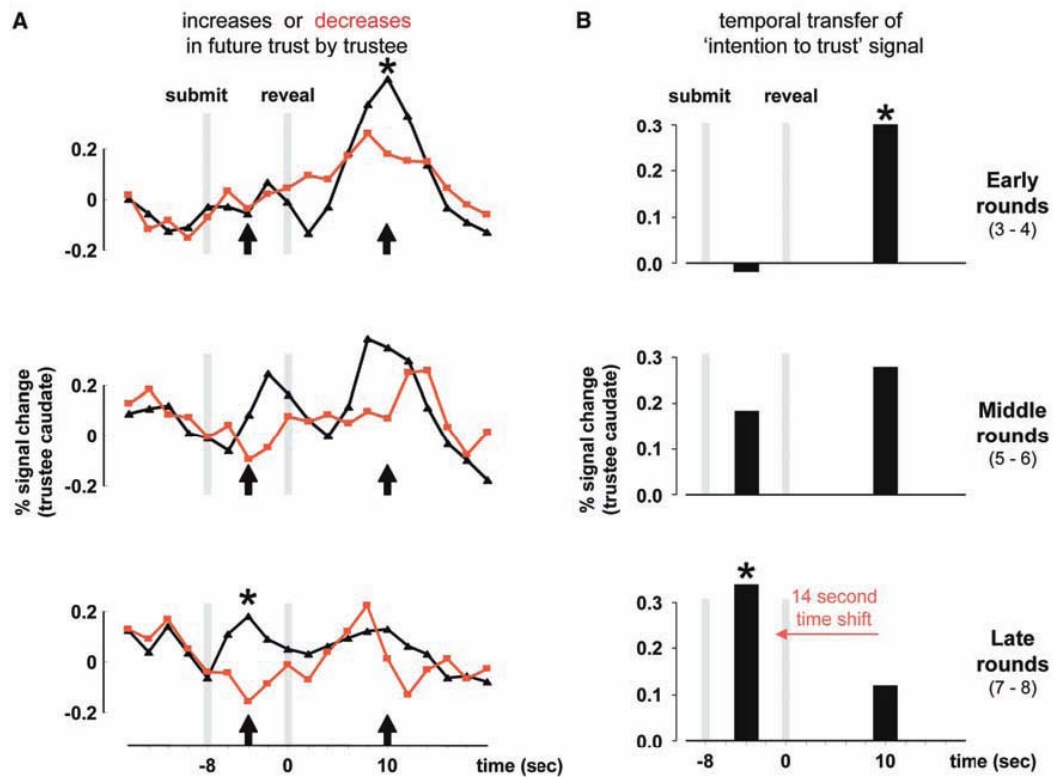 A
increases or decreases
in future trust by trustee
B
temporal transfer of
'intention to trust' signal
*
submit
reveal
0.2
0
-0.2
submit
reveal
*
0.3
0.2
0.1
0.0
Early
rounds
(3 - 4)
% signal change
(trustee caudate)
0.2
0
-0.2
% signal change
(trustee caudate)
0.3
0.2
0.1
0.0
Middle
rounds
(5 - 6)
*
0.2
0
-0.2
-8
0
10
time (sec)
*
14 second
time shift
0.3
0.2
0.1
0.0
-8
0
10
time (sec)
Late
rounds
(7 - 8)